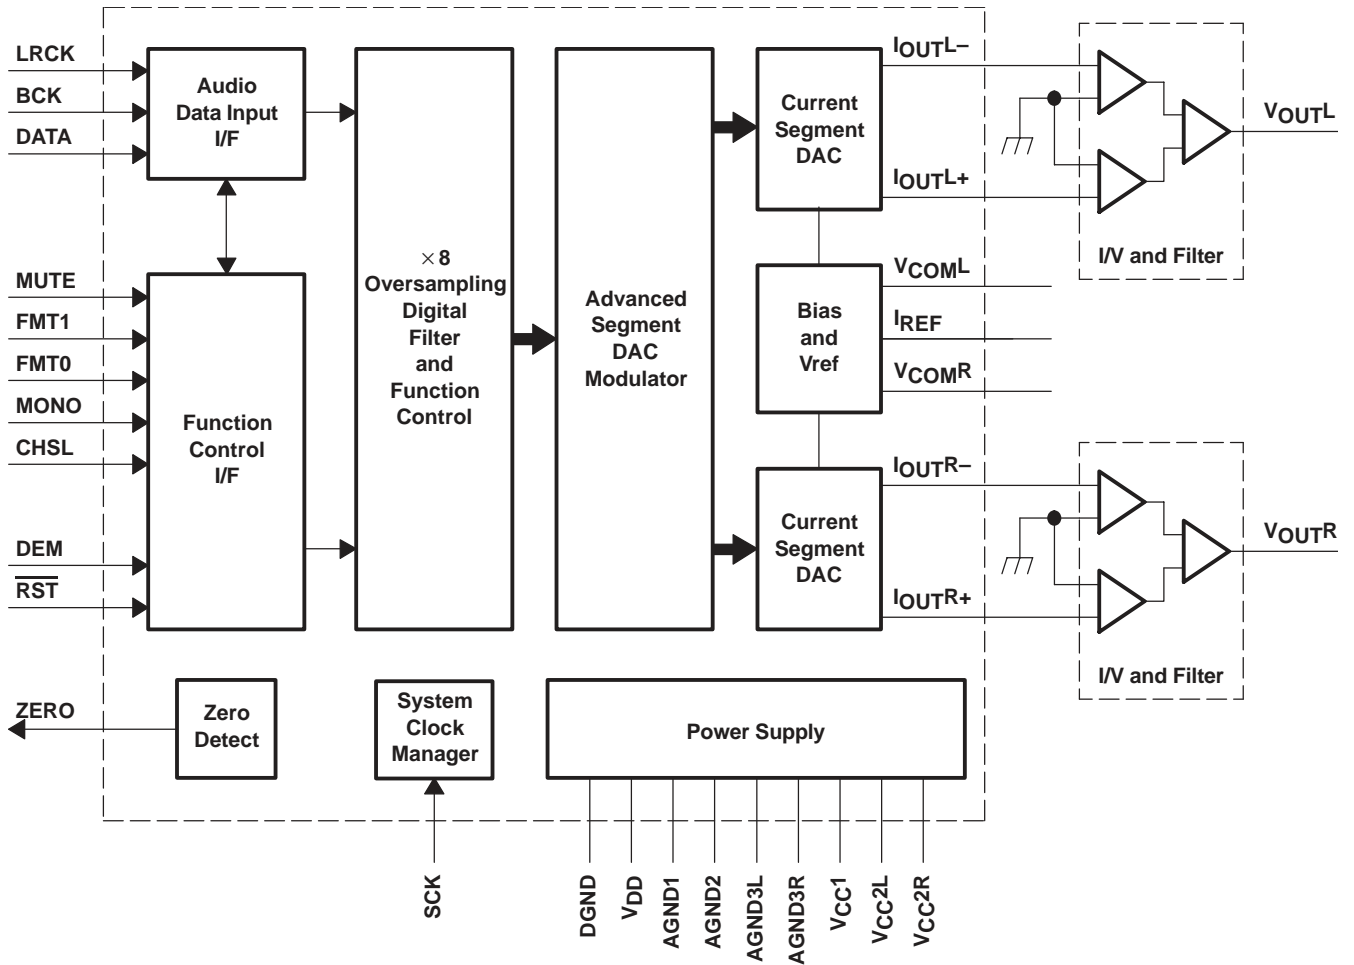 LRCK
BCK
DATA
Audio
Data Input
I/F
MUTE
FMT1
FMT0
MONO
CHSL
DEM
RST
Function
Control
I/F
×8
Oversampling
Digital
Filter
and
Function
Control
Advanced
Segment
DAC
Modulator
Current
Segment
DAC
Bias
and
Vref
Current
Segment
DAC
IOUTL–
IOUTL+
VCOML
IREF
VCOMR
IOUTR–
IOUTR+
I/V and Filter
VOUTL
I/V and Filter
VOUTR
ZERO
Zero
Detect
System
Clock
Manager
Power Supply
SCK
DGND
VDD
AGND1
AGND2
AGND3L
AGND3R
VCC1
VCC2L
VCC2R